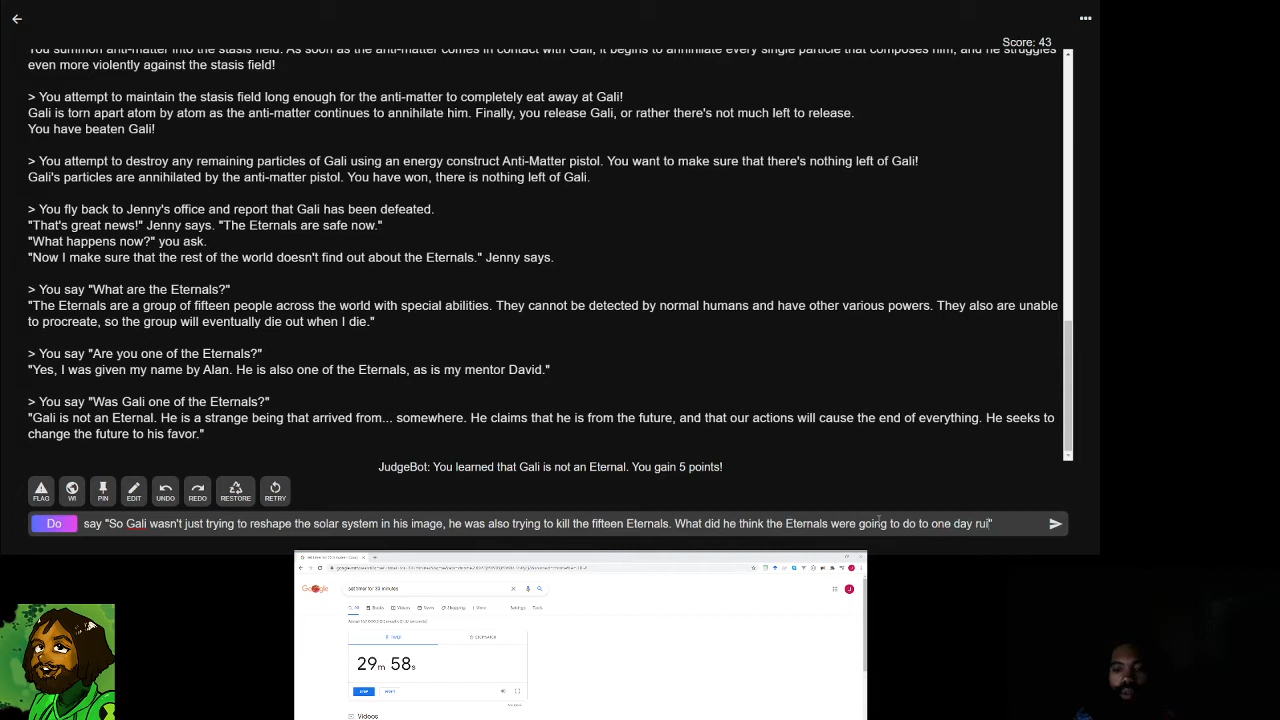 Score: 43
You summon anti-matter into the stasis field. As soon as the anti-matter comes in contact with Gali, it begins to annihilate every single particle that composes him, and he struggles
even more violently against the stasis field!
> You attempt to maintain the stasis field long enough for the anti-matter to completely eat away at Gali!
Gali is torn apart atom by atom as the anti-matter continues to annihilate him. Finally, you release Gali, or rather there's not much left to release.
You have beaten Gali!
> You attempt to destroy any remaining particles of Gali using an energy construct Anti-Matter pistol. You want to make sure that there's nothing left of Gali!
Gali's particles are annihilated by the anti-matter pistol. You have won, there is nothing left of Gali.
> You fly back to Jenny's office and report that Gali has been defeated.
"That's great news!" Jenny says. "The Eternals are safe now."
"What happens now?" you ask.
"Now I make sure that the rest of the world doesn't find out about the Eternals." Jenny says.
> You say "What are the Eternals?"
"The Eternals are a group of fifteen people across the world with special abilities. They cannot be detected by normal humans and have other various powers. They also are unable
to procreate, so the group will eventually die out when I die."
> You say "Are you one of the Eternals?"
"Yes, I was given my name by Alan. He is also one of the Eternals, as is my mentor David."
> You say "Was Gali one of the Eternals?"
"Gali is not an Eternal. He is a strange being that arrived from... somewhere. He claims that he is from the future, and that our actions will cause the end of everything. He seeks to
change the future to his favor."
JudgeBot: You learned that Gali is not an Eternal. You gain 5 points!
FLAG WI PIN EDIT UNDO REDO RESTORE RETRY
Do say "So Gali wasn't just trying to reshape the solar system in his image, he was also trying to kill the fifteen Eternals. What did he think the Eternals were going to do to one day rui"
Google set timer for 30 minutes
All Books Videos News Shopping More Settings Tools
TIMER STOPWATCH
29m 58s
STOP RESET
Videos